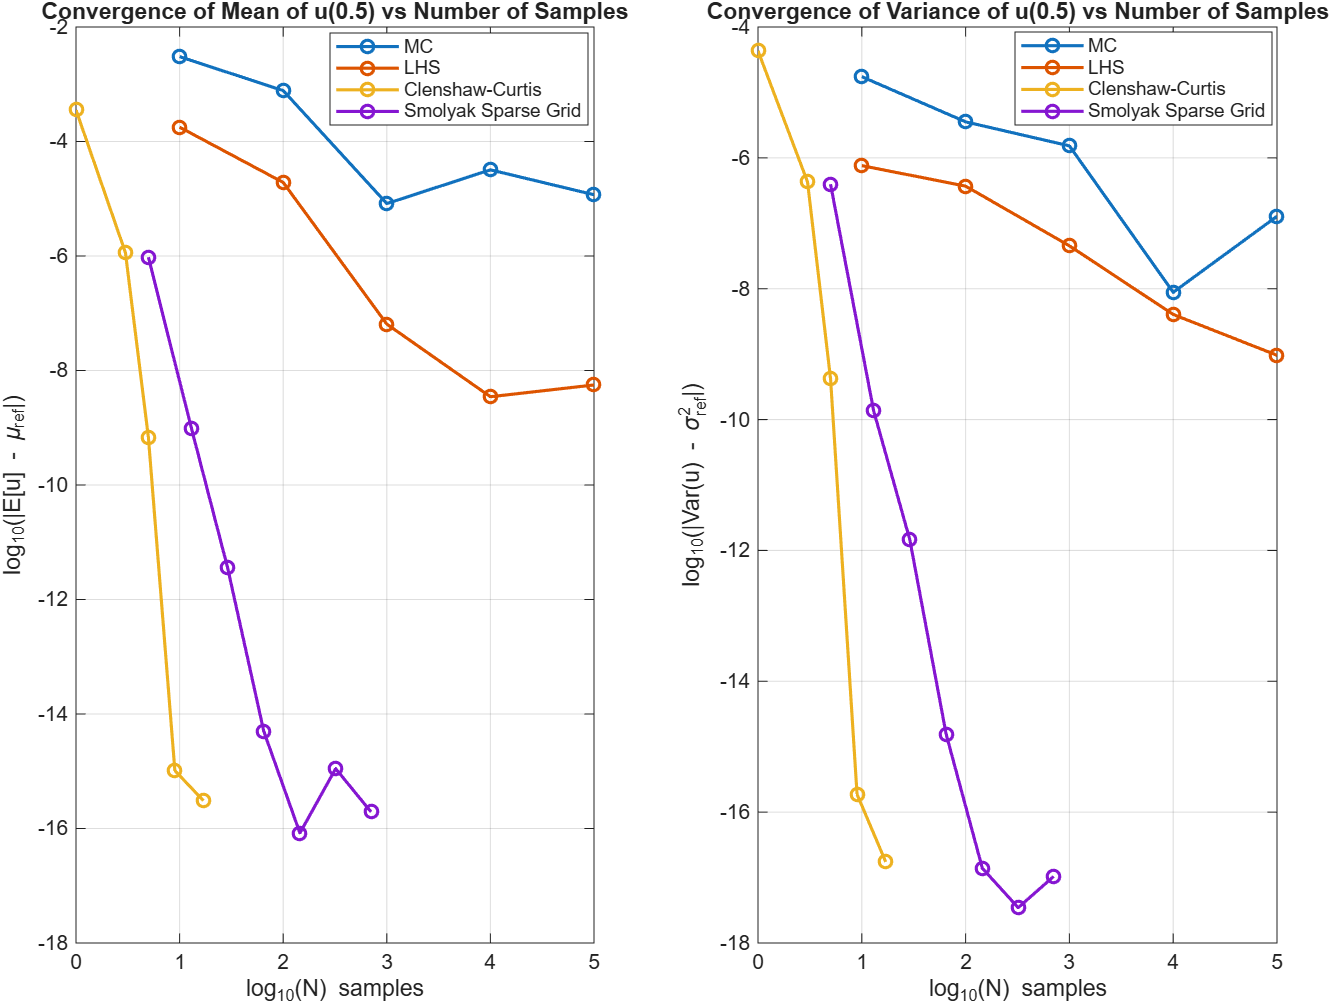 Convergence of Mean of u(0.5) vs Number of Samples
-2
-4
-6
-8
-10
-12
-14
-16
-18
0 1 2 3 4 5
log10(N) samples
log10(|E[u] - μref|)
MC
LHS
Clenshaw-Curtis
Smolyak Sparse Grid
Convergence of Variance of u(0.5) vs Number of Samples
-4
-6
-8
-10
-12
-14
-16
-18
0 1 2 3 4 5
log10(N) samples
log10(|Var(u) - σ²ref|)
MC
LHS
Clenshaw-Curtis
Smolyak Sparse Grid